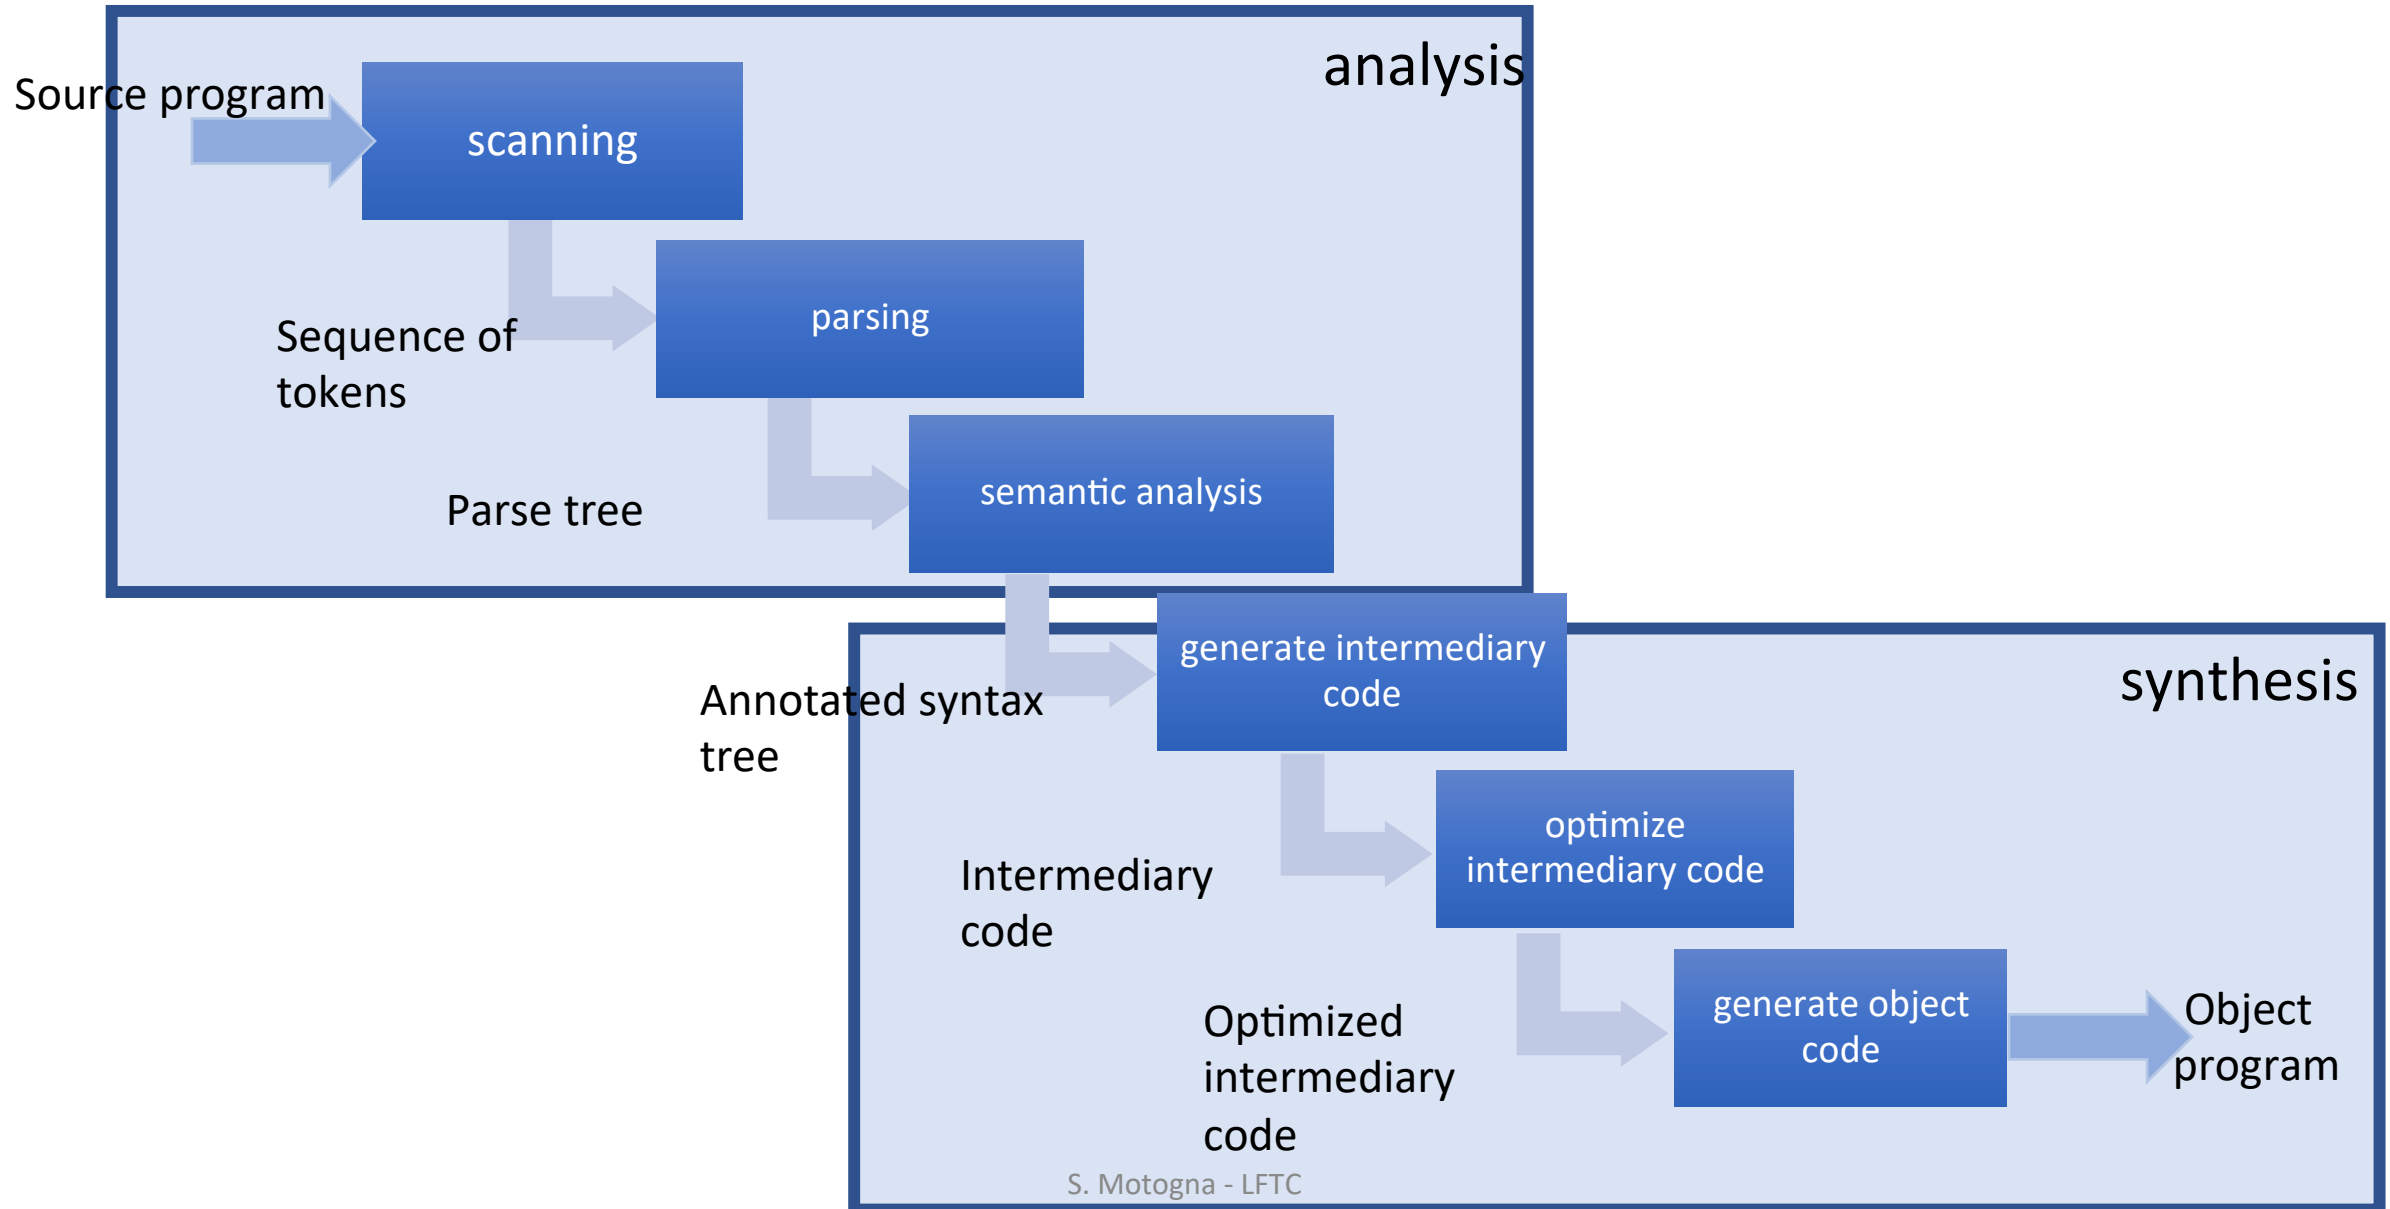 analysis
Source program
scanning
parsing
Sequence of
tokens
semantic analysis
Parse tree
generate intermediary
code
synthesis
Annotated syntax
tree
optimize
intermediary code
Intermediary
code
generate object
code
Object
program
Optimized
intermediary
code
S. Motogna - LFTC